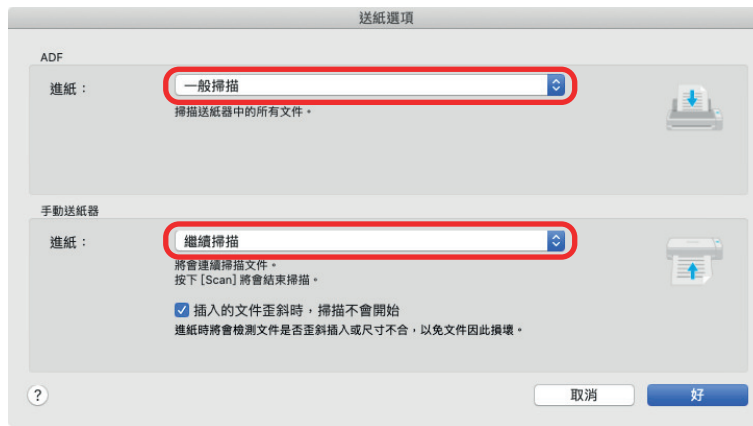 送紙選項
ADF
進紙：
一般掃描
掃描送紙器中的所有文件。
手動送紙器
進紙：
繼續掃描
將會連續掃描文件。
按下 [Scan] 將會結束掃描。
插入的文件歪斜時，掃描不會開始
進紙時將會檢測文件是否歪斜插入或尺寸不合，以免文件因此損壞。
?
取消
好